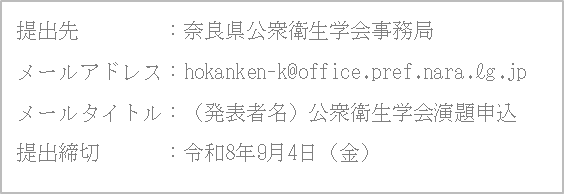 提出先　　　　：奈良県公衆衛生学会事務局
メールアドレス：hokanken-k@office.pref.nara.ℓg.jp
メールタイトル：（発表者名）公衆衛生学会演題申込
提出締切　　　：令和8年9月4日（金）